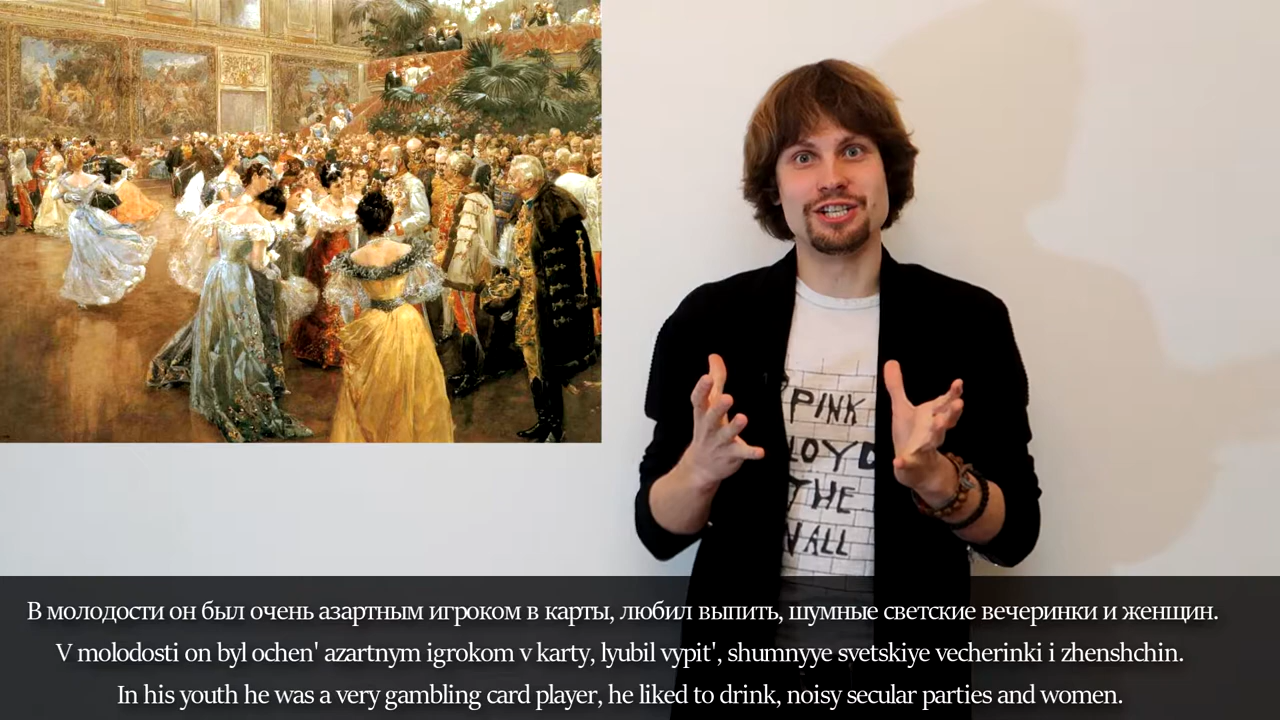 PINK
LOYD
THE
WALL
В молодости он был очень азартным игроком в карты, любил выпить, шумные светские вечеринки и женщин.
V molodosti on byl ochen' azartnym igrokom v karty, lyubil vypit', shumnyye svetskiye vecherinki i zhenshchin.
In his youth he was a very gambling card player, he liked to drink, noisy secular parties and women.